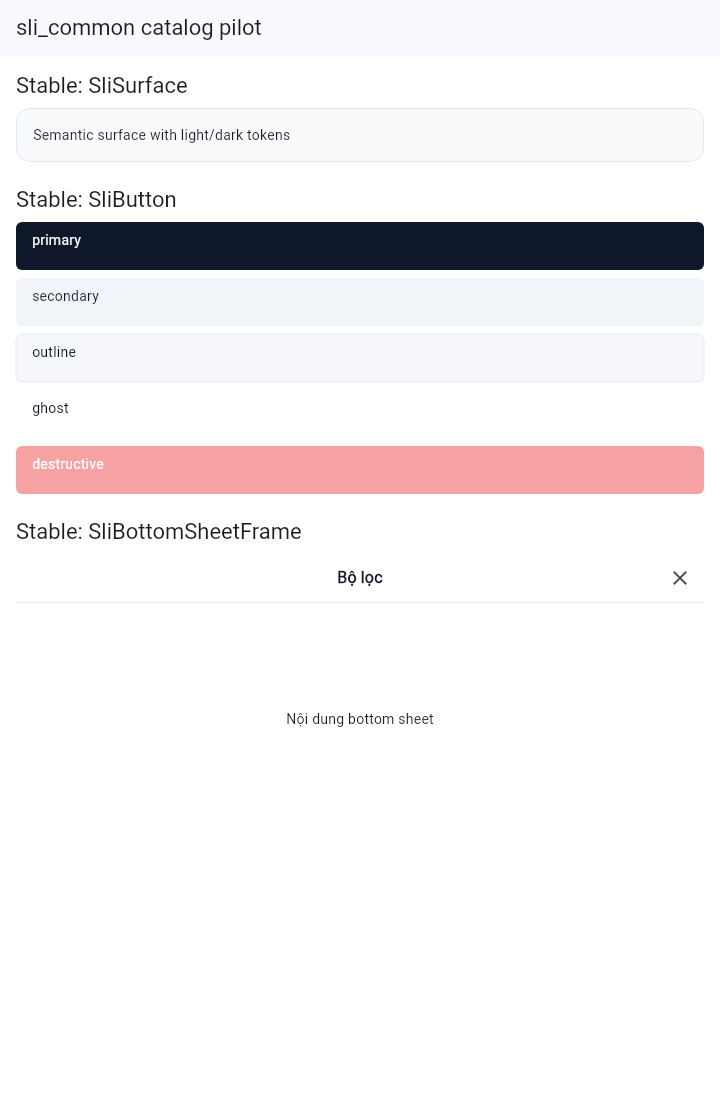 sli_common catalog pilot
Stable: SliSurface
Semantic surface with light/dark tokens
Stable: SliButton
primary
secondary
outline
ghost
destructive
Stable: SliBottomSheetFrame
Bộ lọc
Nội dung bottom sheet